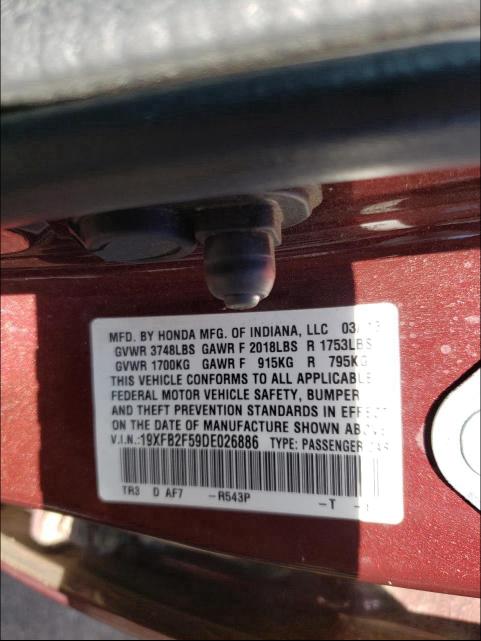 MFD. BY HONDA MFG. OF INDIANA, LLC
GVWR 3748LBS GAWR F 2018LBS R 1753LBS
GVWR 1700KG GAWR F 915KG R 795KG
THIS VEHICLE CONFORMS TO ALL APPLICABLE
FEDERAL MOTOR VEHICLE SAFETY, BUMPER
AND THEFT PREVENTION STANDARDS IN EFFECT
ON THE DATE OF MANUFACTURE SHOWN
V.I.N.:19XFB2F59DE026886 TYPE: PASSENGER
TR3 D AF7 -R543P -T